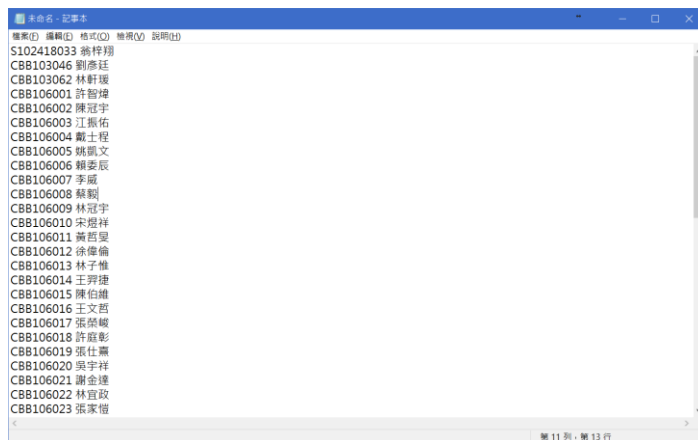 未命名 - 記事本
檔案(F) 編輯(E) 格式(O) 檢視(V) 說明(H)
S102418033 翁梓翔
CBB103046 劉彥廷
CBB103062 林軒瑗
CBB106001 許智煒
CBB106002 陳冠宇
CBB106003 江振佑
CBB106004 戴士程
CBB106005 姚凱文
CBB106006 賴委辰
CBB106007 李威
CBB106008 蔡毅
CBB106009 林冠宇
CBB106010 宋煜祥
CBB106011 黃哲旻
CBB106012 徐偉倫
CBB106013 林子惟
CBB106014 王羿捷
CBB106015 陳伯維
CBB106016 王文哲
CBB106017 張榮峻
CBB106018 許庭彰
CBB106019 張仕熏
CBB106020 吳宇祥
CBB106021 謝金達
CBB106022 林宜政
CBB106023 張家愷
第 11 列，第 13 行